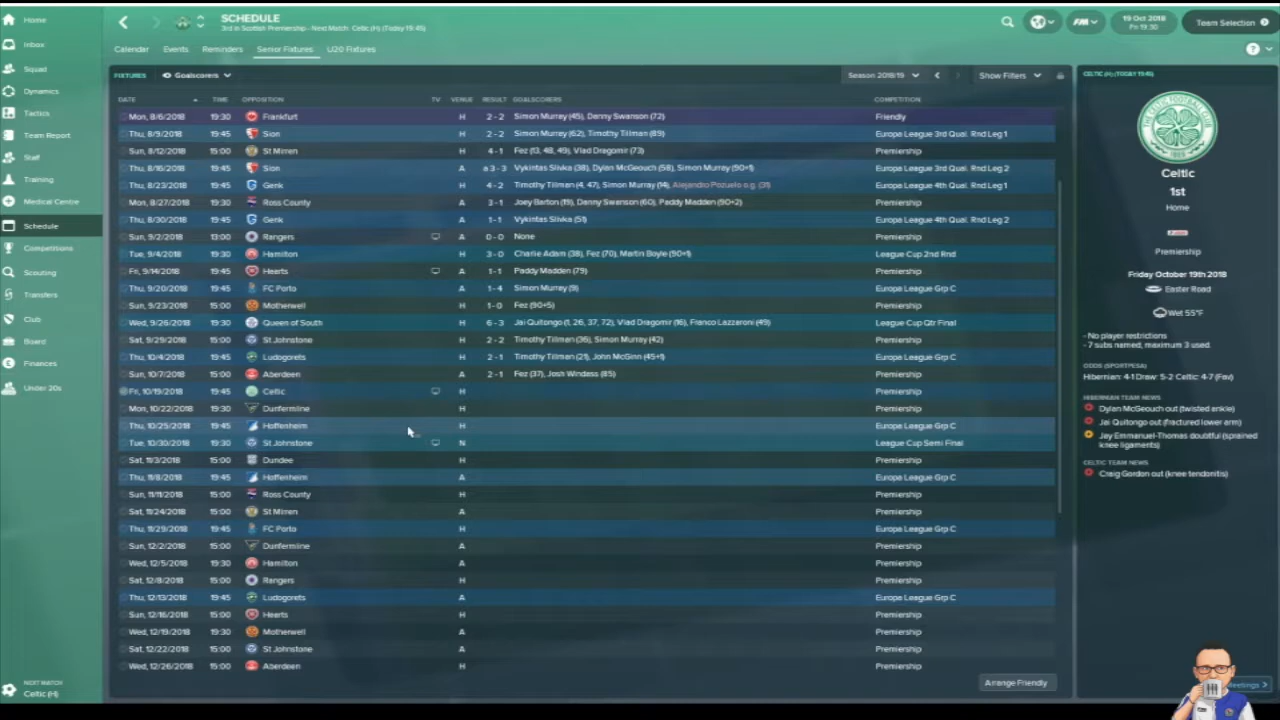 Home
Inbox
Squad
Dynamics
Tactics
Team Report
Staff
Training
Medical Centre
Schedule
Competitions
Scouting
Transfers
Club
Board
Finances
Under 20s
NEXT MATCH
Celtic (H)
SCHEDULE
3rd in Scottish Premiership - Next Match Celtic (H) (Today 19:45)
FM
19 Oct 2018
Fri 19:30
Team Selection
Calendar Events Reminders Senior Fixtures U20 Fixtures
?
FIXTURES Goalscorers Season 2018/19 Show Filters
DATE TIME OPPOSITION TV VENUE RESULT GOALSCORERS COMPETITION
Mon, 8/6/2018 19:30 Frankfurt H 2-2 Simon Murray (45), Danny Swanson (72) Friendly
Thu, 8/9/2018 19:45 Sion H 2-2 Simon Murray (62), Timothy Tillman (89) Europa League 3rd Qual. Rnd Leg 1
Sun, 8/12/2018 15:00 St Mirren H 4-1 Fez (13, 48, 49), Vlad Dragomir (73) Premiership
Thu, 8/16/2018 19:45 Sion A a 3-3 Vykintas Slivka (38), Dylan McGeouch (58), Simon Murray (90+1) Europa League 3rd Qual. Rnd Leg 2
Thu, 8/23/2018 19:45 Genk H 4-2 Timothy Tillman (4, 47), Simon Murray (14), Alejandro Pozuelo o.g. (31) Europa League 4th Qual. Rnd Leg 1
Mon, 8/27/2018 19:45 Ross County A 3-1 Joey Barton (19), Danny Swanson (60), Paddy Madden (90+2) Premiership
Thu, 8/30/2018 19:45 Genk A 1-1 Vykintas Slivka (51) Europa League 4th Qual. Rnd Leg 2
Sun, 9/2/2018 13:00 Rangers A 0-0 None Premiership
Tue, 9/4/2018 19:30 Hamilton H 3-0 Charlie Adam (38), Fez (70), Martin Boyle (90+1) League Cup 2nd Rnd
Fri, 9/14/2018 19:45 Hearts A 1-1 Paddy Madden (79) Premiership
Thu, 9/20/2018 19:45 FC Porto A 1-4 Simon Murray (9) Europa League Grp C
Sun, 9/23/2018 15:00 Motherwell H 1-0 Fez (90+5) Premiership
Wed, 9/26/2018 19:30 Queen of South H 6-3 Jai Quitongo (1, 26, 37, 72), Vlad Dragomir (16), Franco Lazzaroni (49) League Cup Qtr Final
Sat, 9/29/2018 15:00 St Johnstone H 2-2 Timothy Tillman (36), Simon Murray (42) Premiership
Thu, 10/4/2018 19:45 Ludogorets H 2-1 Timothy Tillman (21), John McGinn (45+1) Europa League Grp C
Sun, 10/7/2018 15:00 Aberdeen A 2-1 Fez (37), Josh Windass (85) Premiership
Fri, 10/19/2018 19:45 Celtic H Premiership
Mon, 10/22/2018 19:30 Dunfermline H Premiership
Thu, 10/25/2018 19:45 Hoffenheim H Europa League Grp C
Tue, 10/30/2018 19:30 St Johnstone N League Cup Semi Final
Sat, 11/3/2018 15:00 Dundee H Premiership
Thu, 11/8/2018 19:45 Hoffenheim A Europa League Grp C
Sun, 11/11/2018 15:00 Ross County H Premiership
Sat, 11/24/2018 15:00 St Mirren A Premiership
Thu, 11/29/2018 19:45 FC Porto H Europa League Grp C
Sun, 12/2/2018 15:00 Dunfermline A Premiership
Wed, 12/5/2018 19:30 Hamilton A Premiership
Sat, 12/8/2018 15:00 Rangers H Premiership
Thu, 12/13/2018 19:45 Ludogorets A Europa League Grp C
Sun, 12/16/2018 15:00 Hearts H Premiership
Wed, 12/19/2018 19:30 Motherwell A Premiership
Sat, 12/22/2018 15:00 St Johnstone A Premiership
Wed, 12/26/2018 15:00 Aberdeen H Premiership
Arrange Friendly
CELTIC (H) (TODAY 19:45)
THE CELTIC FOOTBALL CLUB
Celtic
1st
Home
Premiership
Friday October 19th 2018
Easter Road
Wet 55°F
- No player restrictions
- 7 subs named, maximum 3 used.
ODDS (SPORTPESA)
Hibernian: 4-1 Draw: 5-2 Celtic: 4-7 (Fav)
HIBERNIAN TEAM NEWS
Dylan McGeouch out (twisted ankle)
Jai Quitongo out (fractured lower arm)
Jay Emmanuel-Thomas doubtful (sprained
knee ligaments)
CELTIC TEAM NEWS
Craig Gordon out (knee tendonitis)
Meetings >